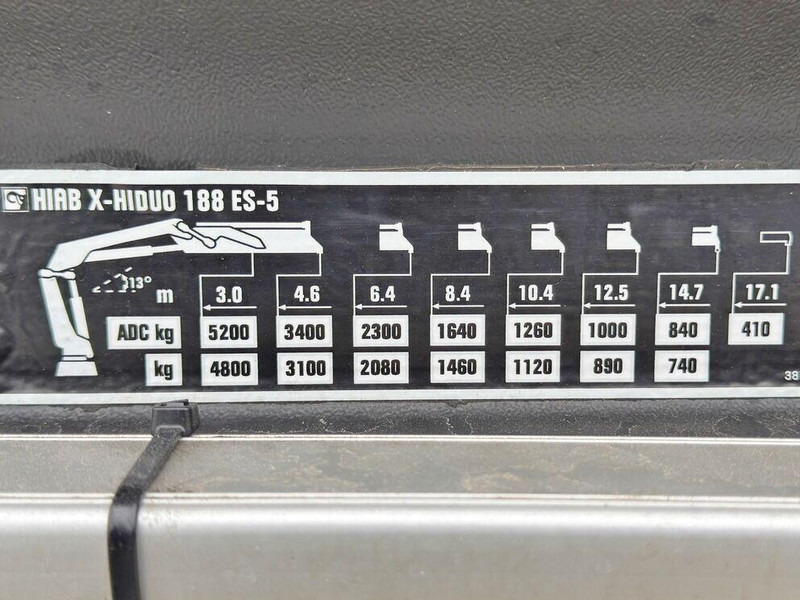 HIAB X-HIDUO 188 ES-5
13° m 3.0 4.6 6.4 8.4 10.4 12.5 14.7 17.1
ADC kg 5200 3400 2300 1640 1260 1000 840 410
kg 4800 3100 2080 1460 1120 890 740
38